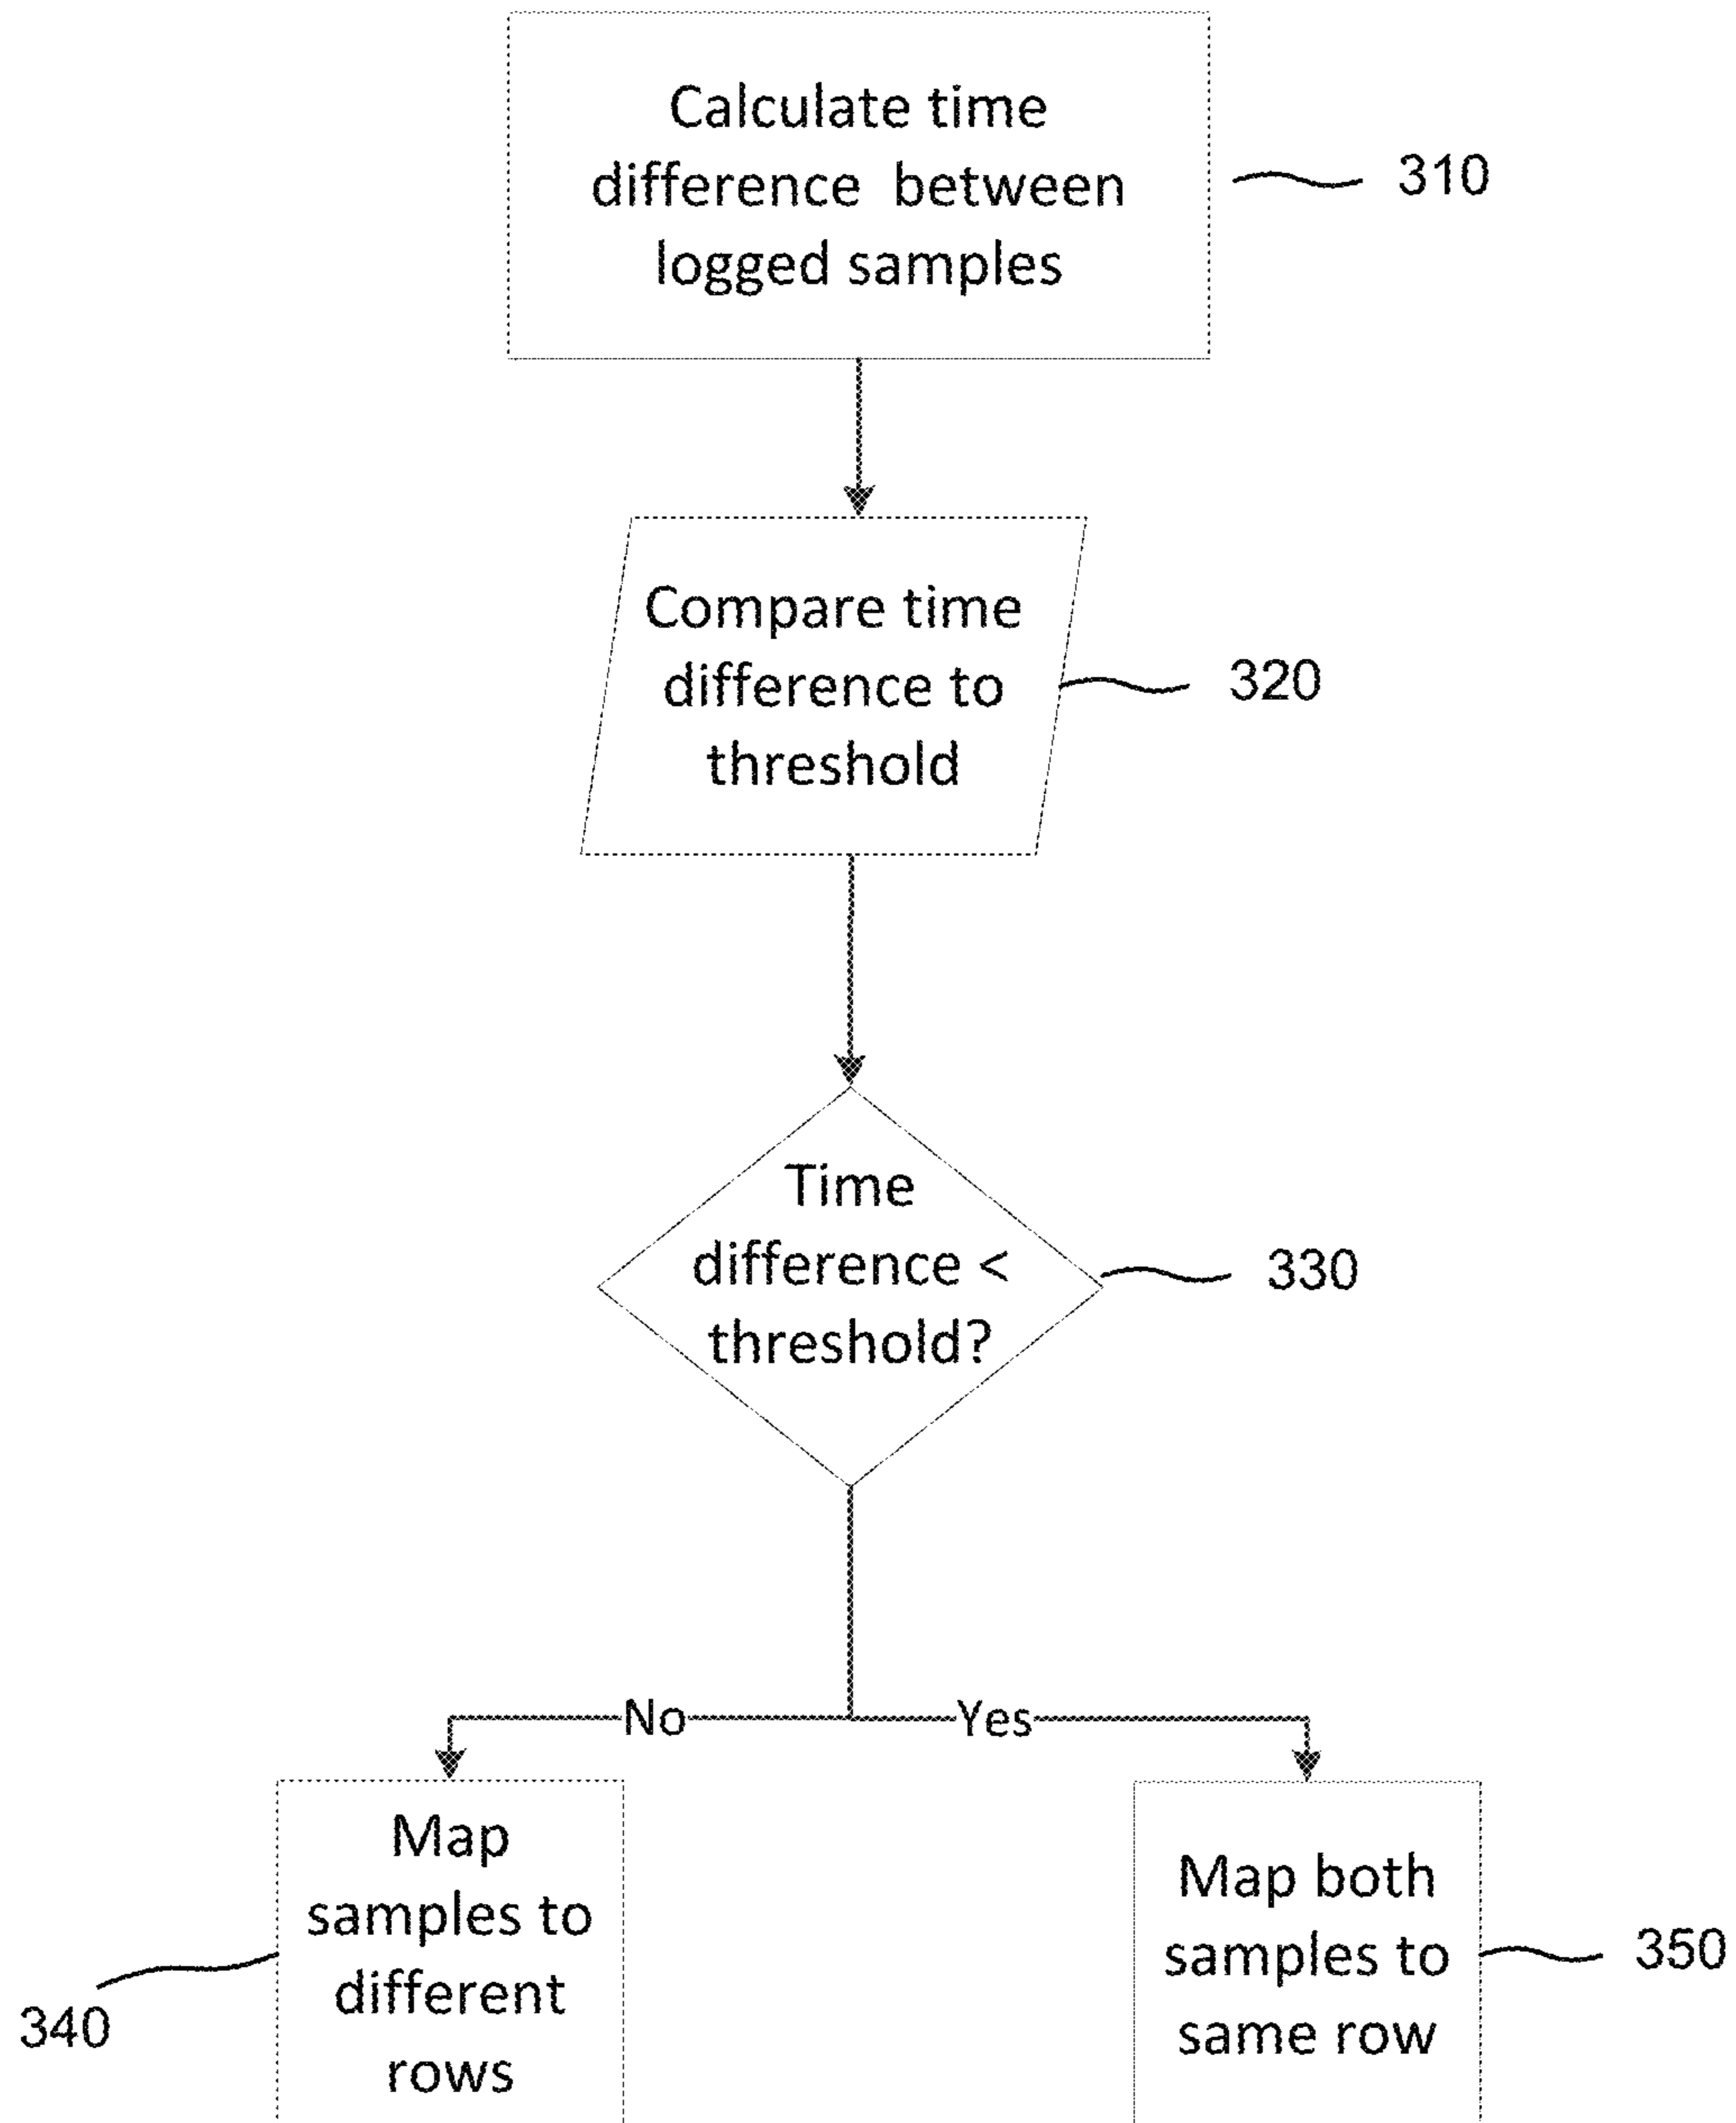 Calculate time
difference between
logged samples
310
Compare time
difference to
threshold
320
Time
difference <
threshold?
330
No
Yes
Map
samples to
different
rows
340
Map both
samples to
same row
350